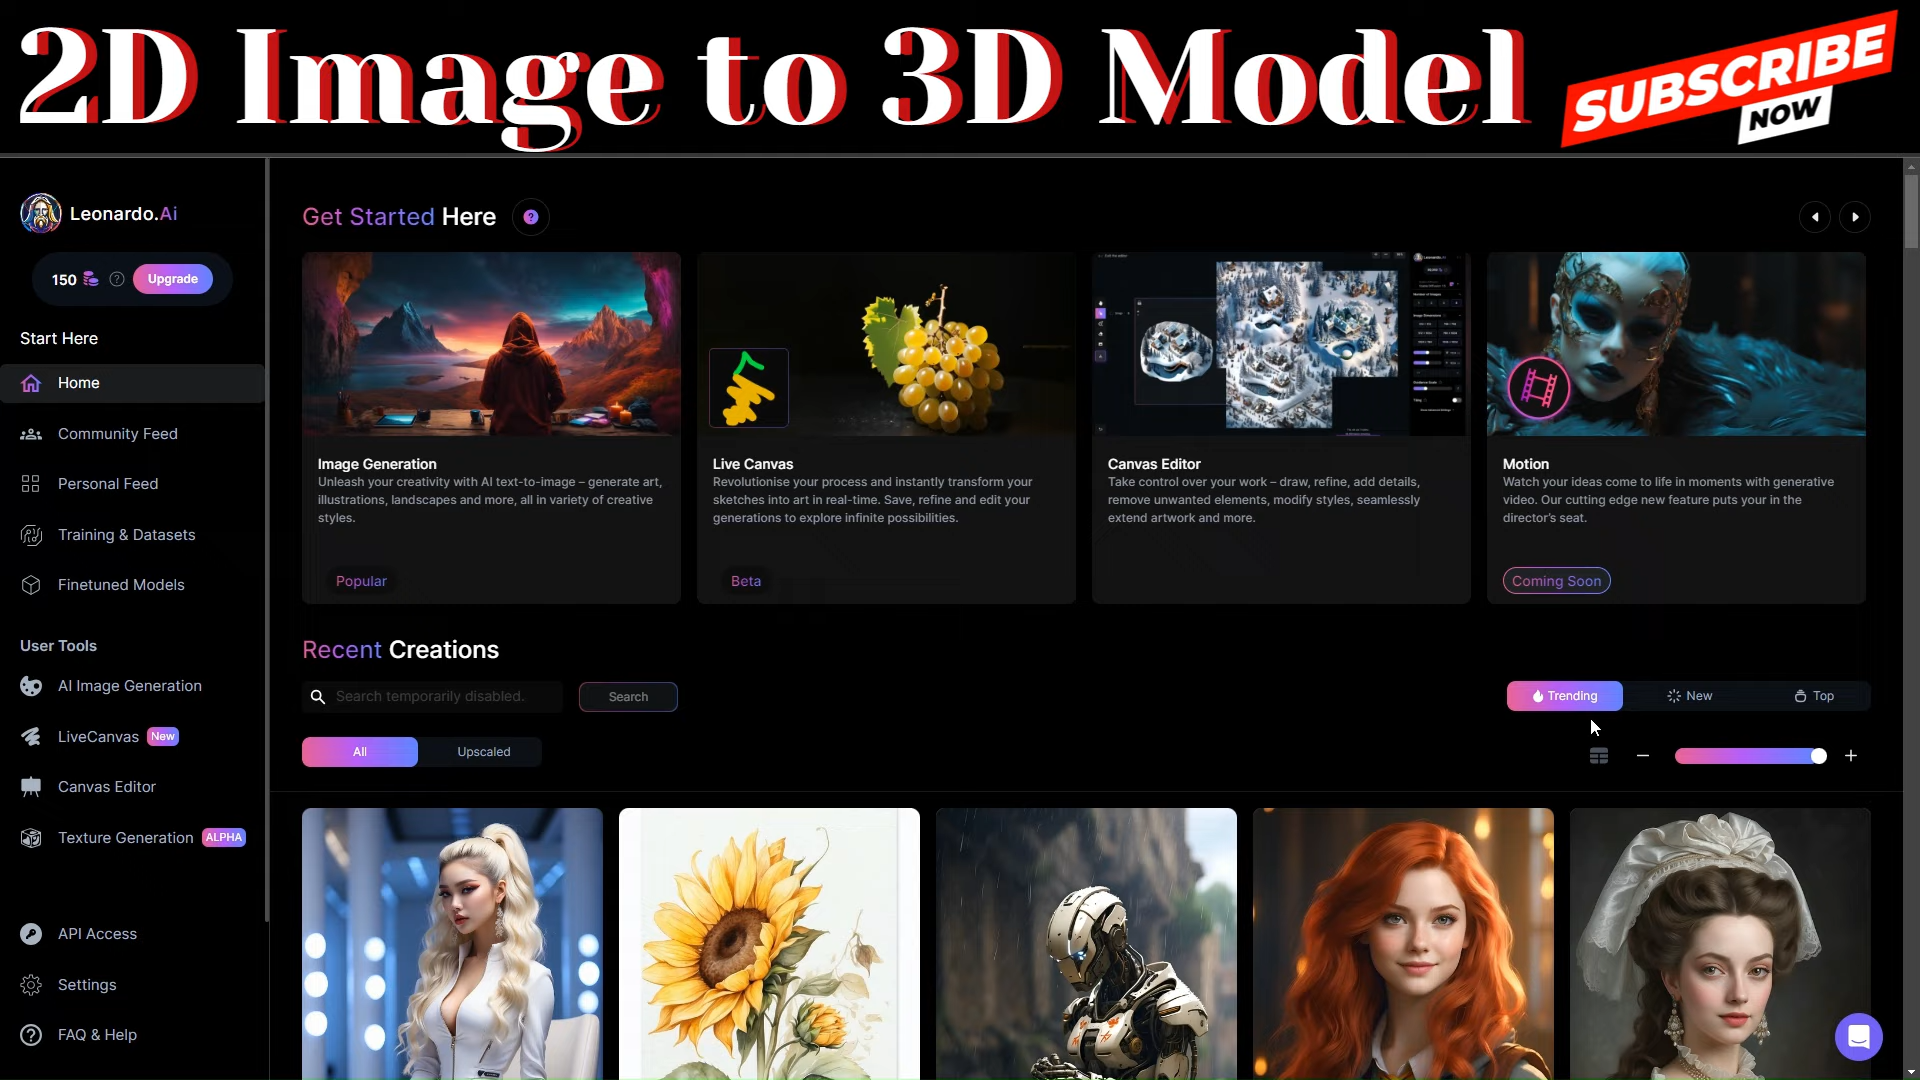 2D Image to 3D Model
SUBSCRIBE
NOW
Leonardo.Ai
150
Upgrade
Start Here
Home
Community Feed
Personal Feed
Training & Datasets
Finetuned Models
User Tools
AI Image Generation
LiveCanvas New
Canvas Editor
Texture Generation ALPHA
API Access
Settings
FAQ & Help
Get Started Here ?
Image Generation
Unleash your creativity with AI text-to-image – generate art,
illustrations, landscapes and more, all in variety of creative
styles.
Popular
Live Canvas
Revolutionise your process and instantly transform your
sketches into art in real-time. Save, refine and edit your
generations to explore infinite possibilities.
Beta
Canvas Editor
Take control over your work – draw, refine, add details,
remove unwanted elements, modify styles, seamlessly
extend artwork and more.
Motion
Watch your ideas come to life in moments with generative
video. Our cutting edge new feature puts your in the
director's seat.
Coming Soon
Recent Creations
Search temporarily disabled.
Search
Trending
New
Top
All
Upscaled